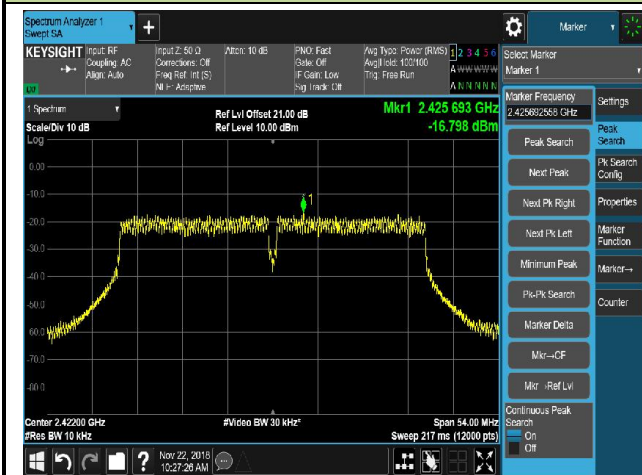 Spectrum Analyzer 1
Swept SA
+
Marker
KEYSIGHT
Input: RF
Coupling: AC
Align: Auto
Input Z: 50 Ω
Corrections: Off
Freq Ref: Int (S)
NFE: Adaptive
Atten: 10 dB
PNO: Fast
Gate: Off
IF Gain: Low
Sig Track: Off
Avg Type: Power (RMS)
Avg|Hold: 100/100
Trig: Free Run
1 2 3 4 5 6
A W W W W W
A N N N N N
Select Marker
Marker 1
1 Spectrum
Scale/Div 10 dB
Log
Ref Lvl Offset 21.00 dB
Ref Level 10.00 dBm
Mkr1 2.425 693 GHz
-16.798 dBm
0.00
-10.0
-20.0
-30.0
-40.0
-50.0
-60.0
-70.0
-80.0
1
Center 2.42200 GHz
#Res BW 10 kHz
#Video BW 30 kHz*
Span 54.00 MHz
Sweep 217 ms (12000 pts)
Marker Frequency
2.425692558 GHz
Peak Search
Next Peak
Next Pk Right
Next Pk Left
Minimum Peak
Pk-Pk Search
Marker Delta
Mkr→CF
Mkr→Ref Lvl
Continuous Peak
Search
On
Off
Settings
Peak
Search
Pk Search
Config
Properties
Marker
Function
Marker→
Counter
?
Nov 22, 2018
10:27:26 AM